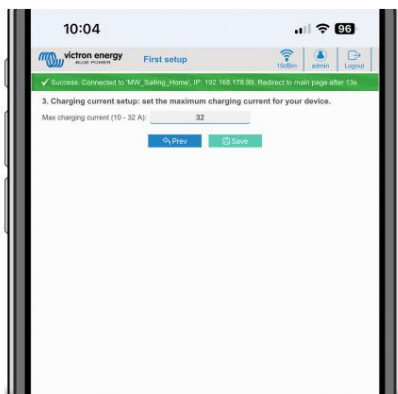 10:04
96
victron energy
BLUE POWER
First setup
19dBm
admin
Logout
✓ Success: Connected to 'MW_Sailing_Home', IP: 192.168.178.99. Redirect to main page after 13s.
3. Charging current setup: set the maximum charging current for your device.
Max charging current (10 - 32 A):
32
Prev
Save